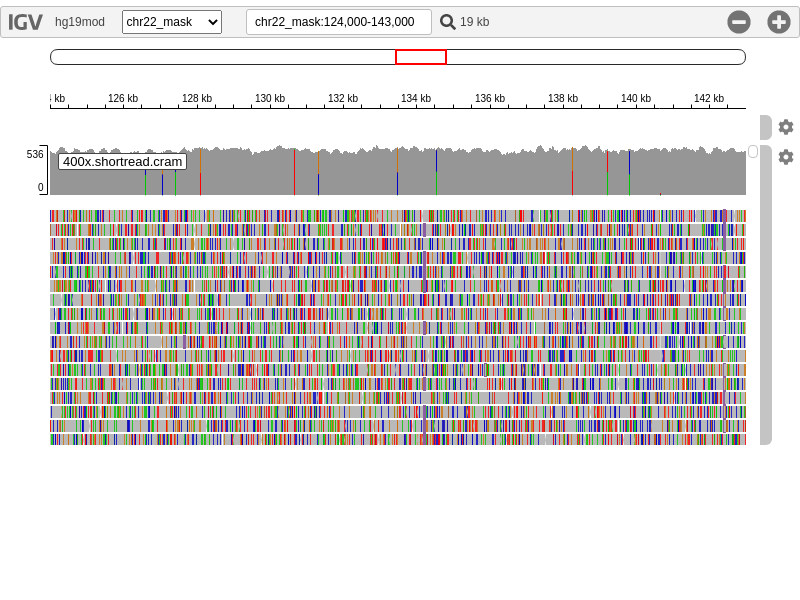 IGV hg19mod chr22_mask chr22_mask:124,000-143,000 19 kb
kb 126 kb 128 kb 130 kb 132 kb 134 kb 136 kb 138 kb 140 kb 142 kb
536
400x.shortread.cram
0